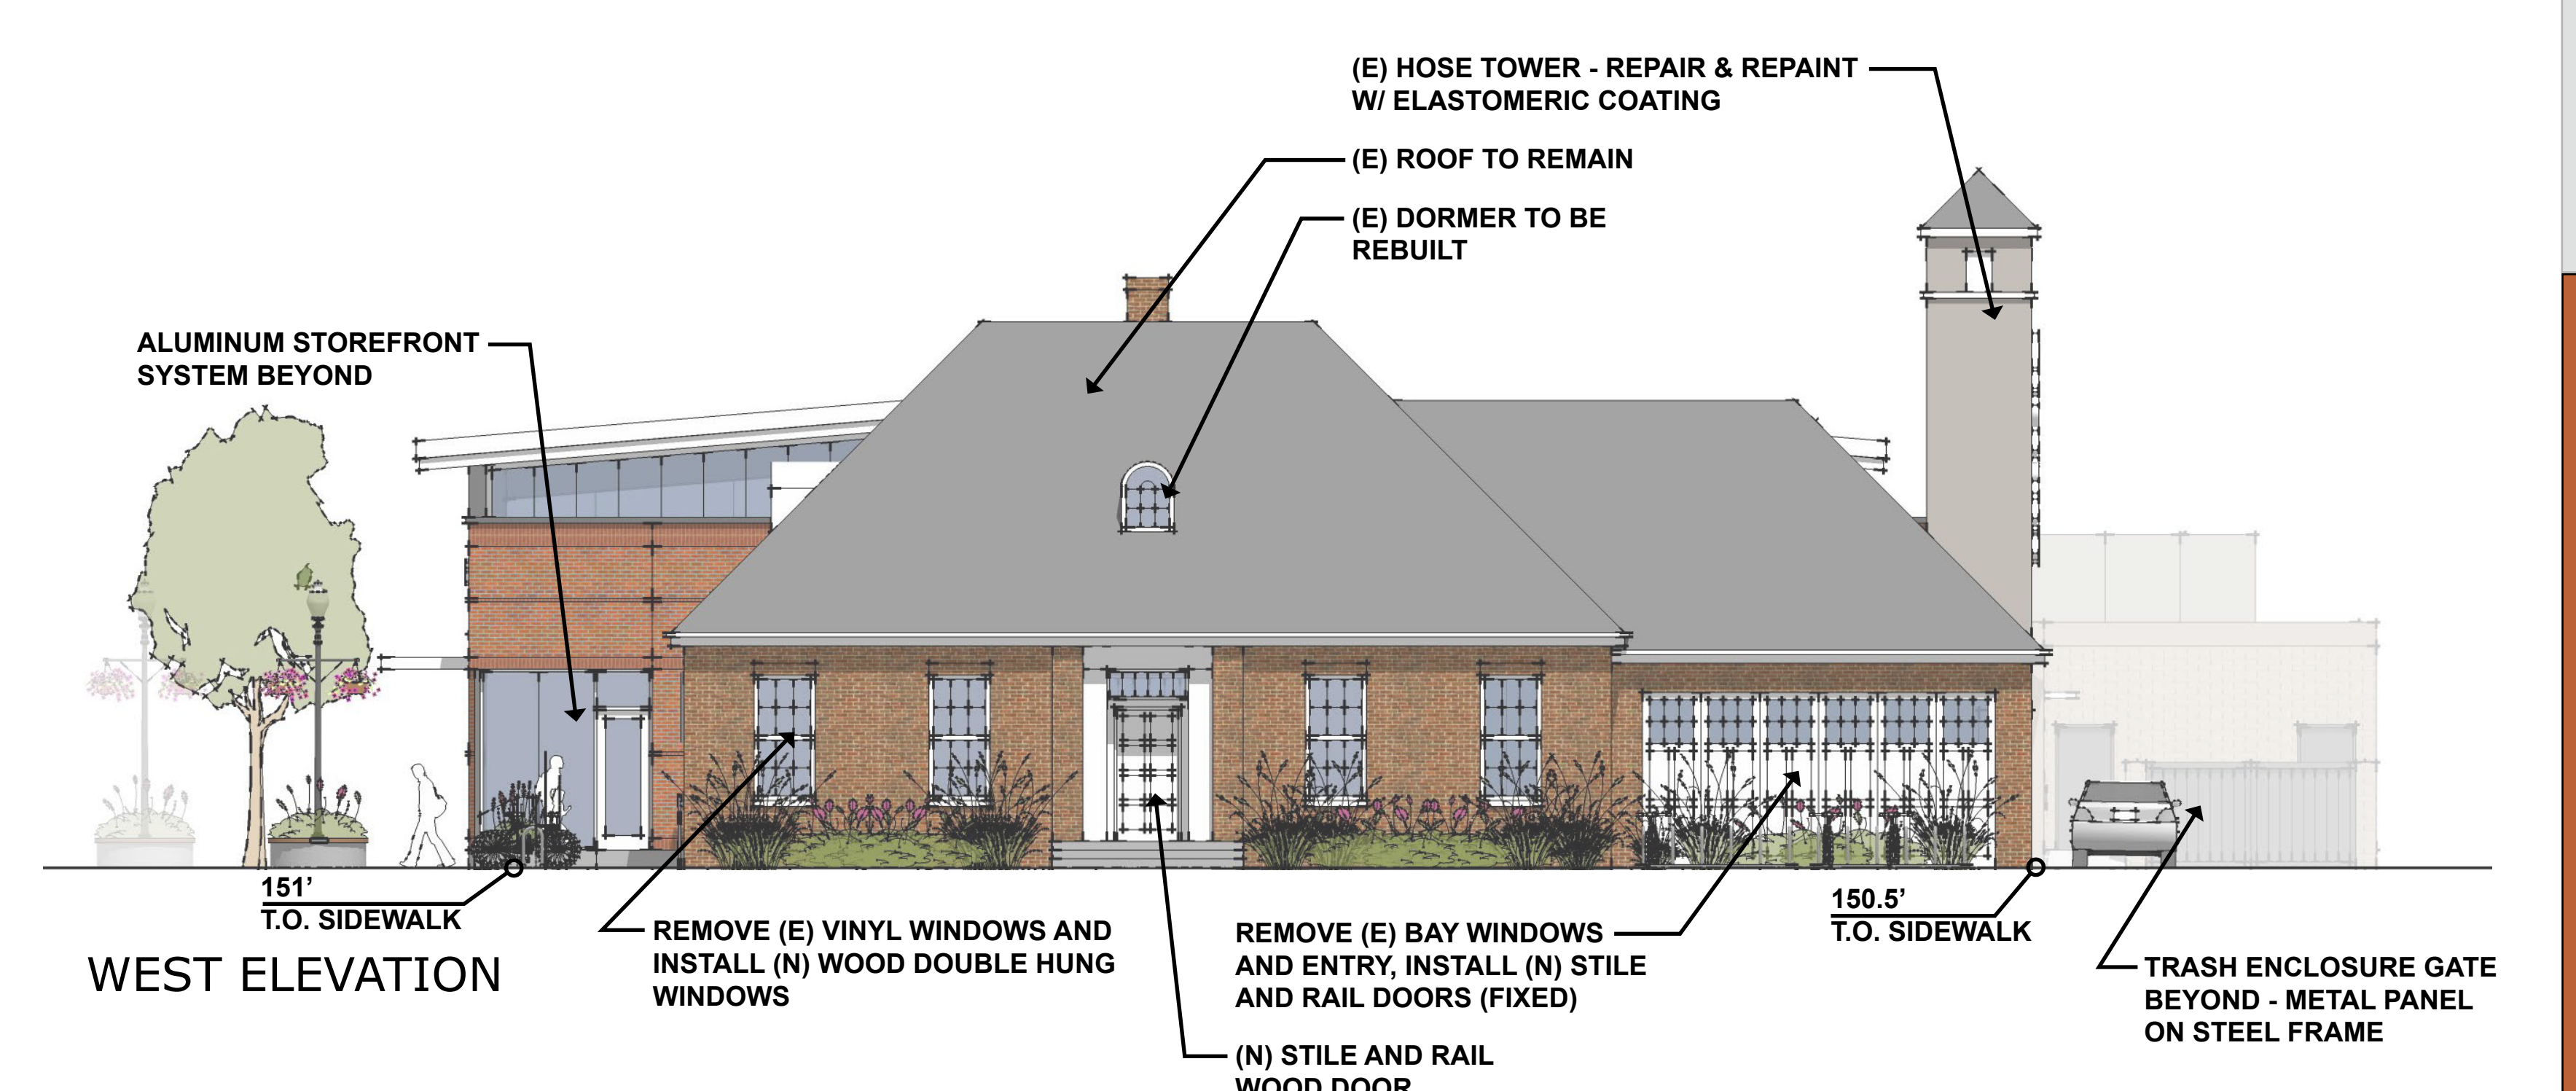 (E) HOSE TOWER - REPAIR & REPAINT
W/ ELASTOMERIC COATING
(E) ROOF TO REMAIN
(E) DORMER TO BE
REBUILT
ALUMINUM STOREFRONT
SYSTEM BEYOND
151’
T.O. SIDEWALK
150.5’
T.O. SIDEWALK
WEST ELEVATION
REMOVE (E) VINYL WINDOWS AND
INSTALL (N) WOOD DOUBLE HUNG
WINDOWS
REMOVE (E) BAY WINDOWS
AND ENTRY, INSTALL (N) STILE
AND RAIL DOORS (FIXED)
TRASH ENCLOSURE GATE
BEYOND - METAL PANEL
ON STEEL FRAME
(N) STILE AND RAIL
WOOD DOOR